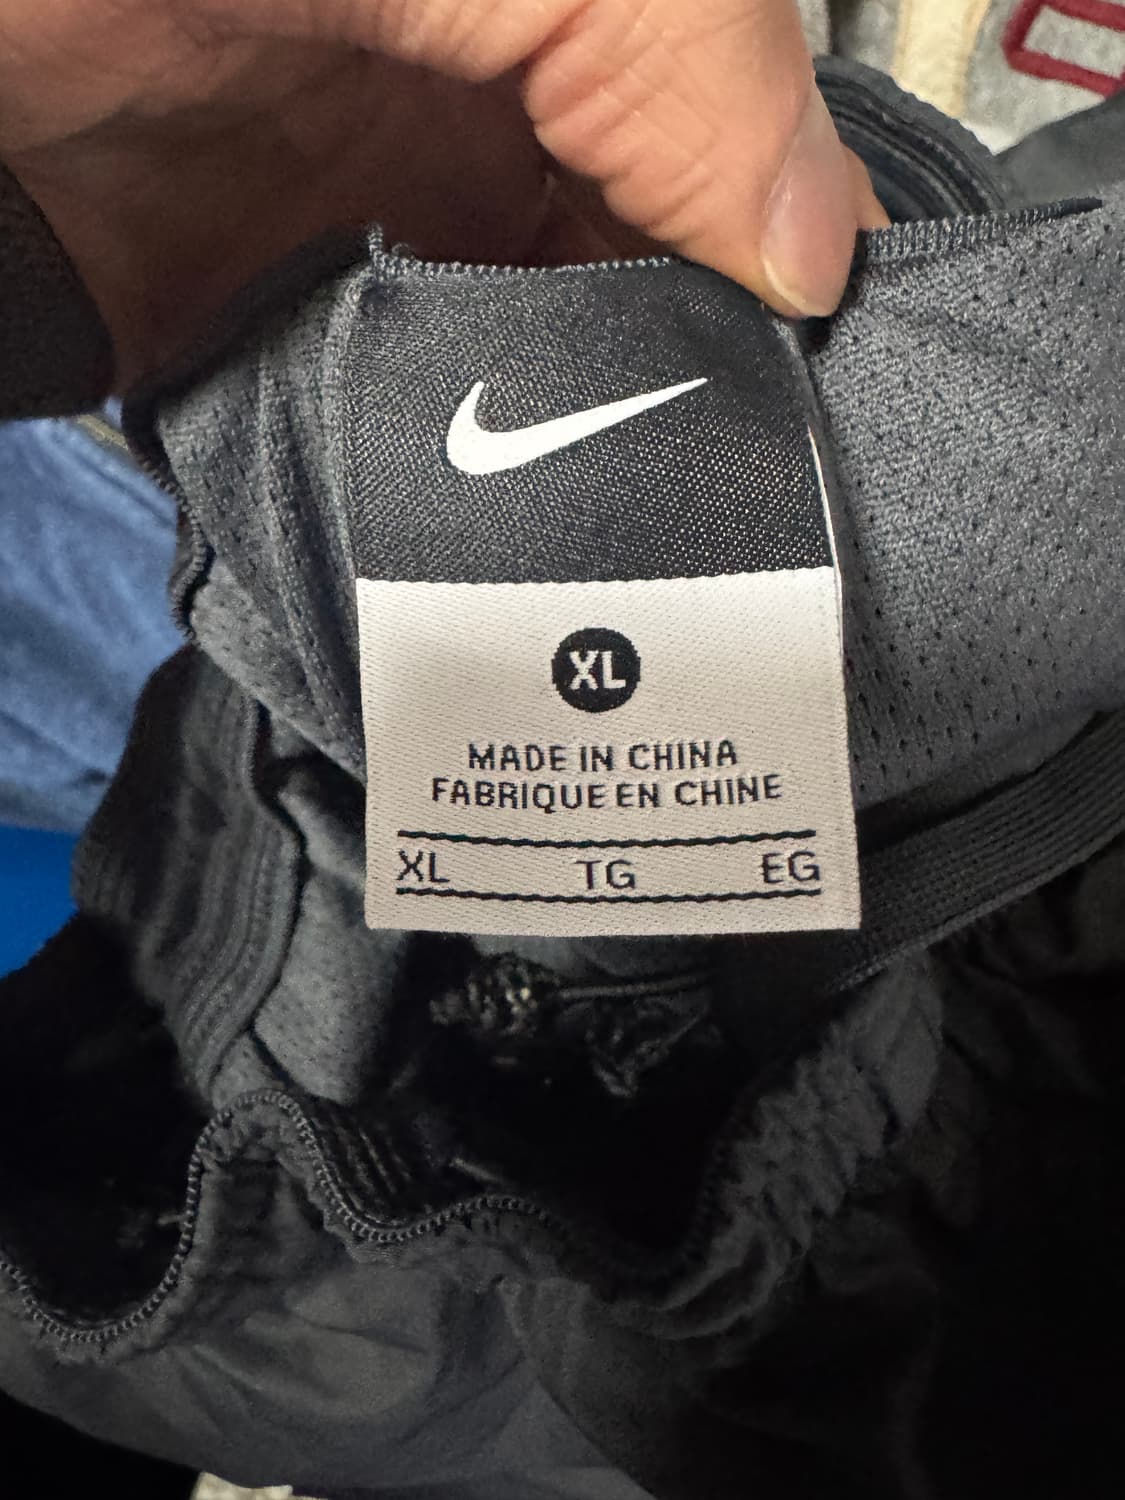 XL
MADE IN CHINA
FABRIQUE EN CHINE
XL TG EG